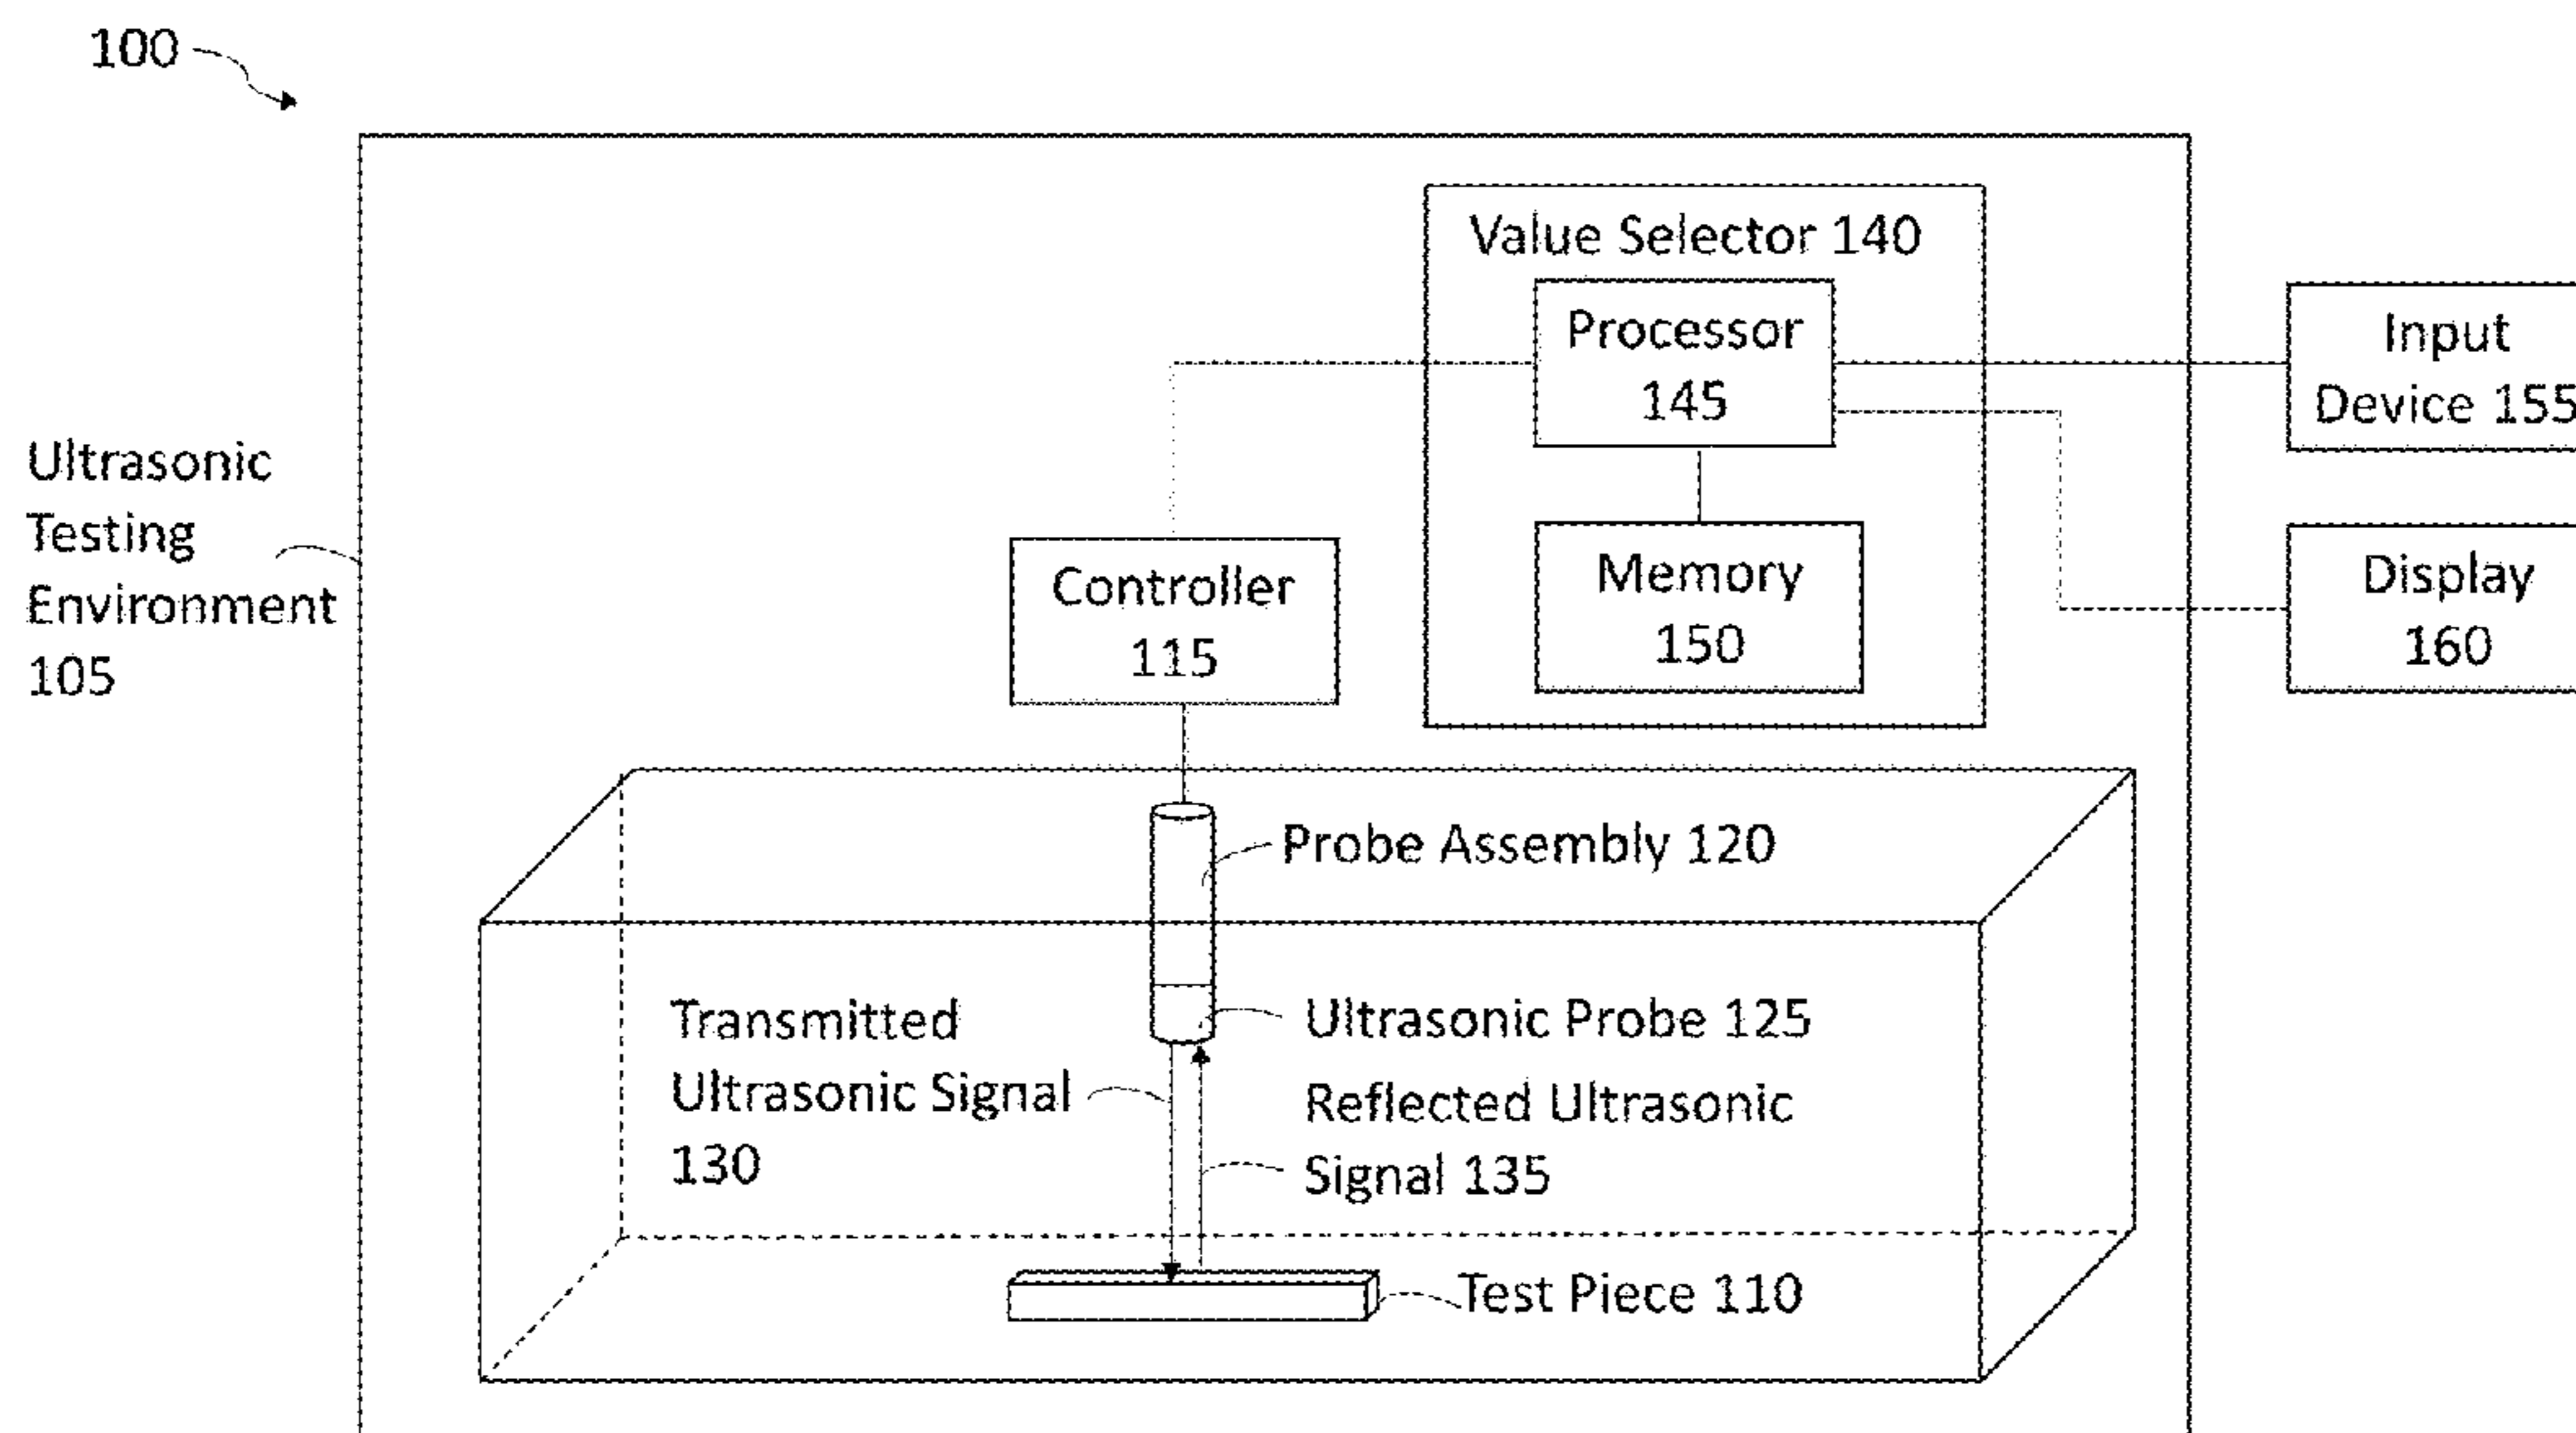 100
Value Selector 140
Processor
145
Input
Device 155
Ultrasonic
Testing
Environment
105
Controller
115
Memory
150
Display
160
Probe Assembly 120
Transmitted
Ultrasonic Signal
130
Ultrasonic Probe 125
Reflected Ultrasonic
Signal 135
Test Piece 110